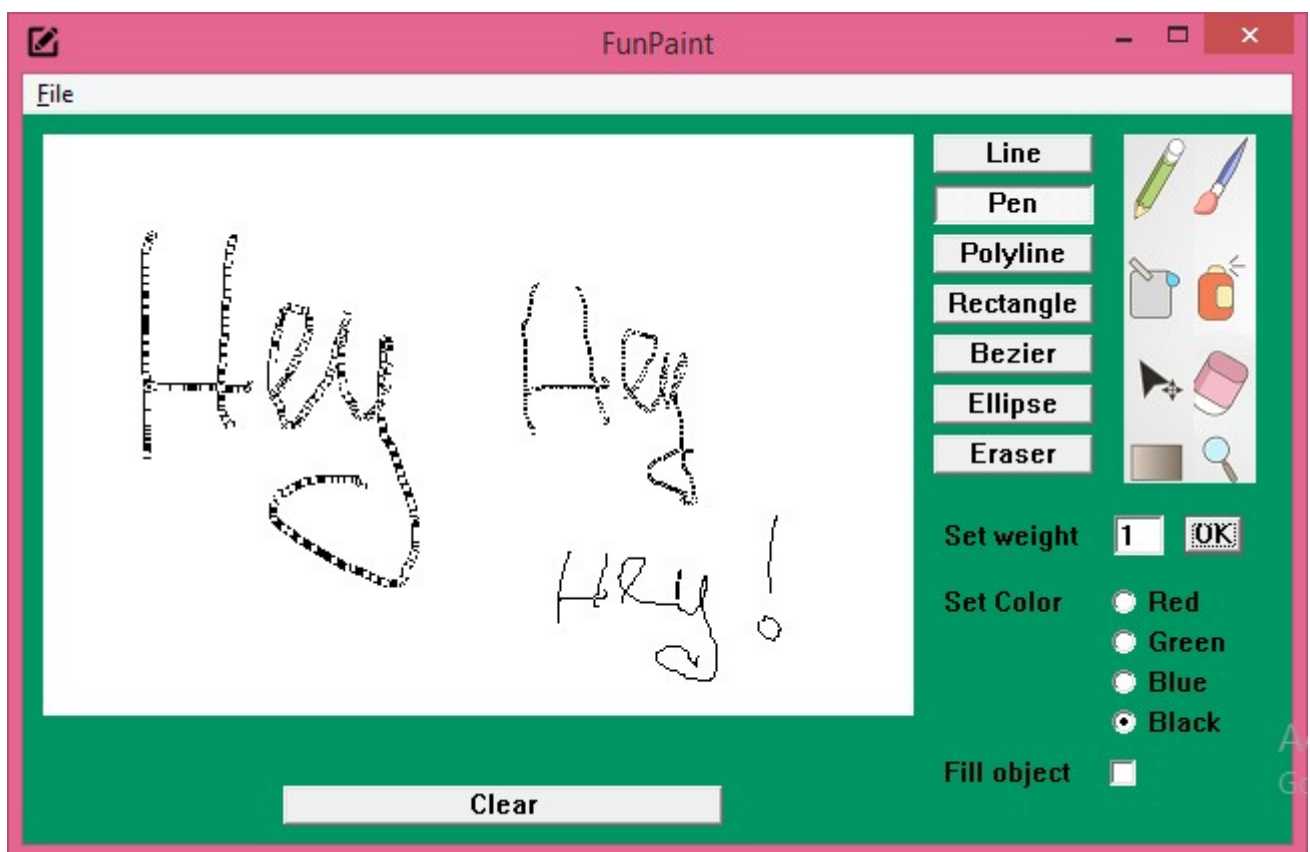 FunPaint
File
Line
Pen
Polyline
Rectangle
Bezier
Ellipse
Eraser
Hey
Hey
Hey!
Set weight 1 OK
Set Color Red
Green
Blue
Black
Fill object
Clear